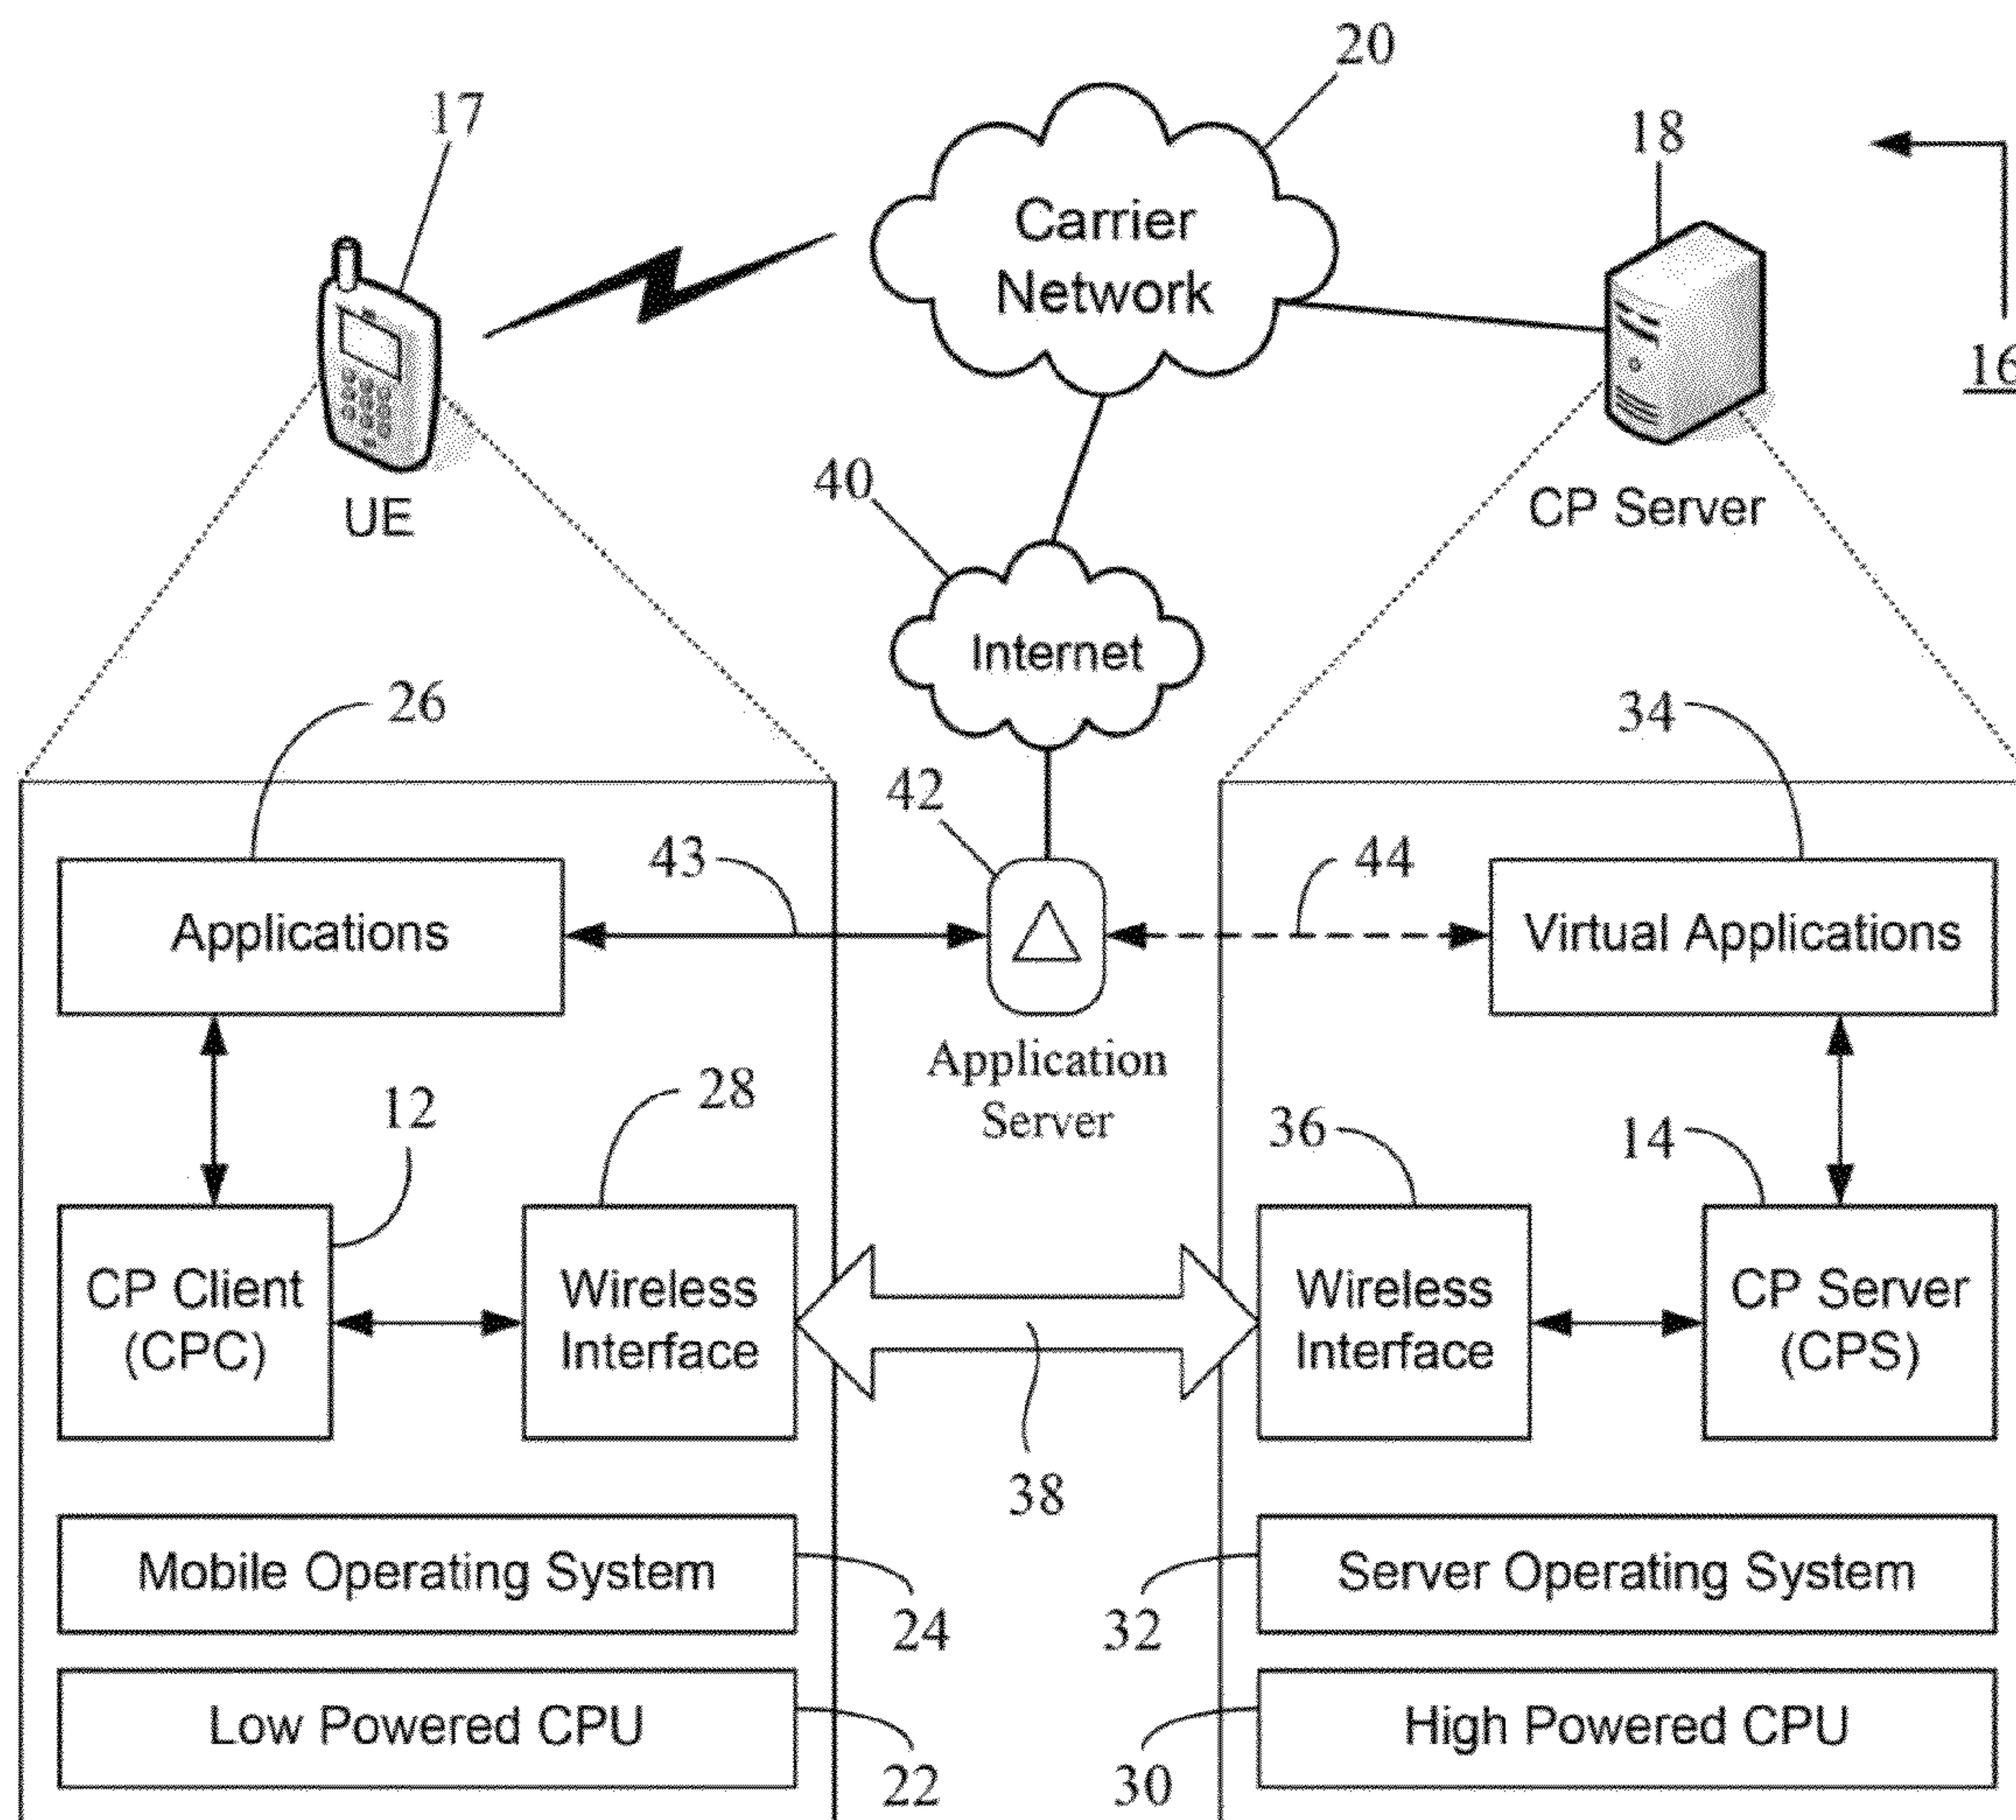 20
17
18
Carrier
Network
16
UE
40
CP Server
Internet
26
34
42
43
44
Applications
Virtual Applications
Application
Server
12
28
36
14
CP Client
(CPC)
Wireless
Interface
Wireless
Interface
CP Server
(CPS)
38
Mobile Operating System
Server Operating System
24
32
Low Powered CPU
High Powered CPU
22
30